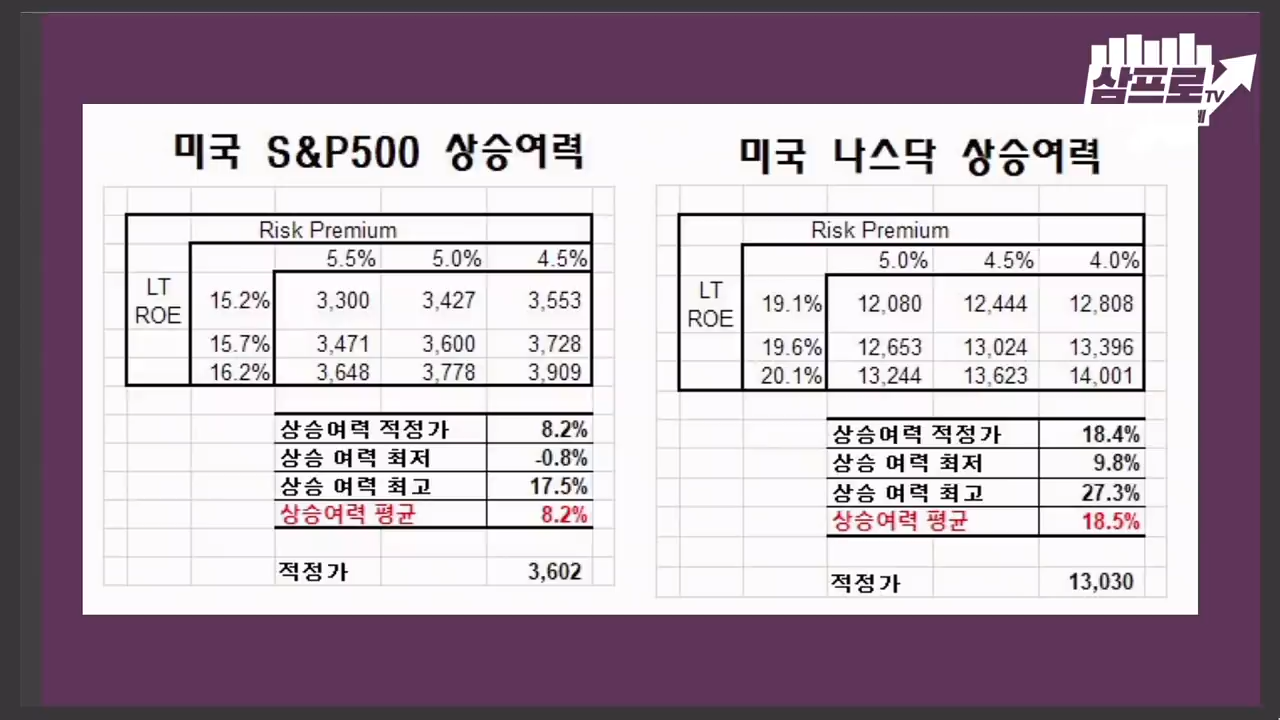 삼프로TV
미국 S&P500 상승여력
Risk Premium
5.5% 5.0% 4.5%
LT ROE
15.2% 3,300 3,427 3,553
15.7% 3,471 3,600 3,728
16.2% 3,648 3,778 3,909
상승여력 적정가 8.2%
상승 여력 최저 -0.8%
상승 여력 최고 17.5%
상승여력 평균 8.2%
적정가 3,602
미국 나스닥 상승여력
Risk Premium
5.0% 4.5% 4.0%
LT ROE
19.1% 12,080 12,444 12,808
19.6% 12,653 13,024 13,396
20.1% 13,244 13,623 14,001
상승여력 적정가 18.4%
상승 여력 최저 9.8%
상승 여력 최고 27.3%
상승여력 평균 18.5%
적정가 13,030